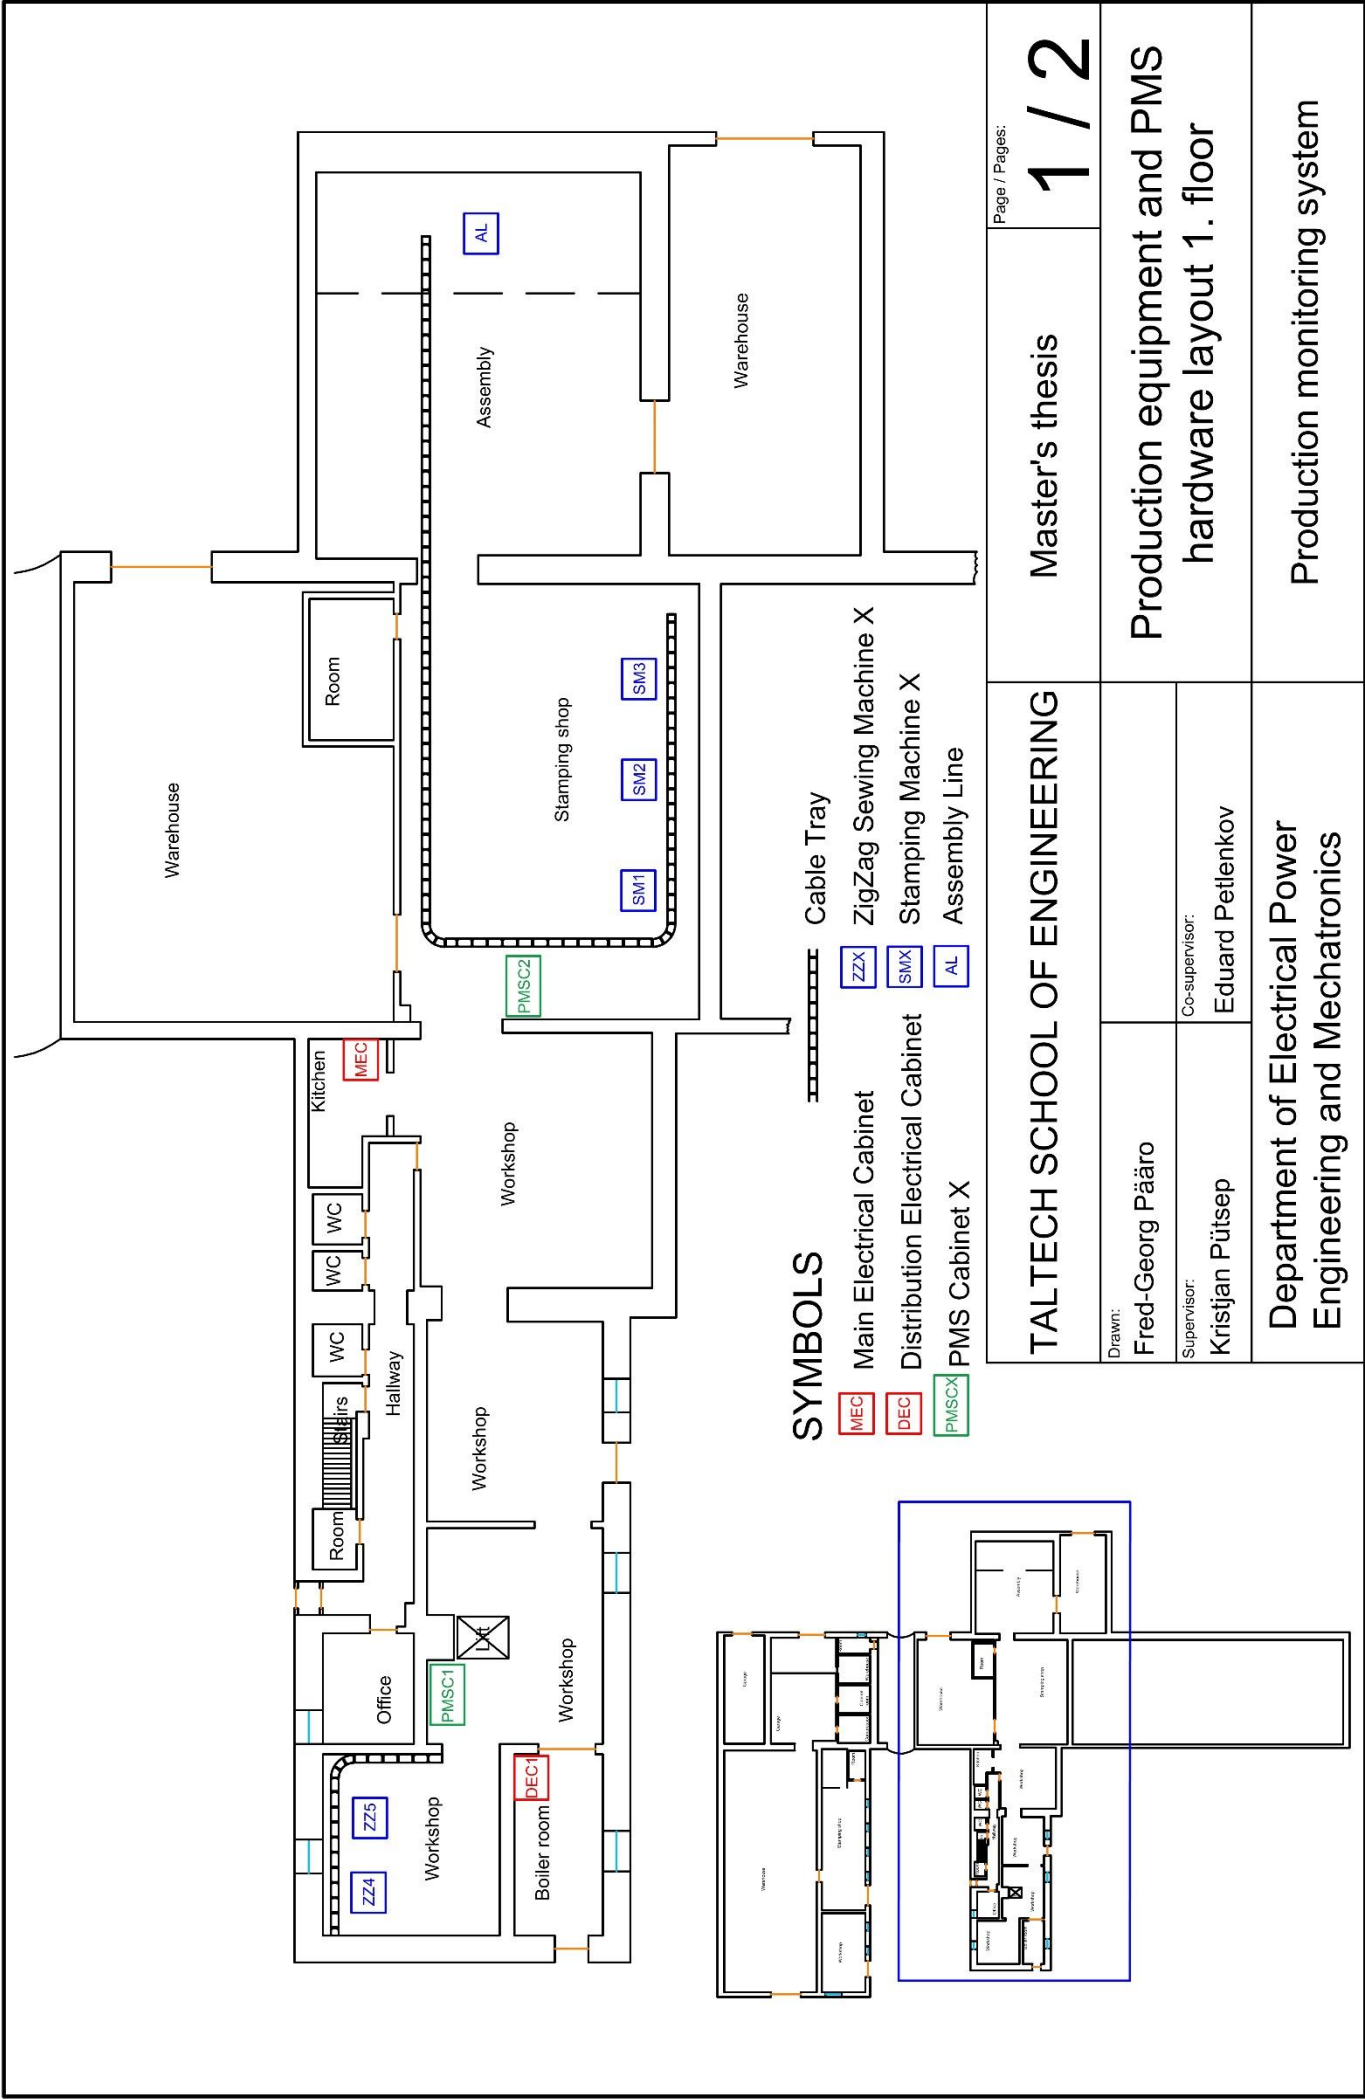 Warehouse
Room
Kitchen
MEC
WC
WC
WC
Stairs
Room
Hallway
Office
PMSC1
Lift
ZZ4
ZZ5
Workshop
DEC1
Boiler room
Workshop
Workshop
Workshop
PMSC2
SM1
SM2
SM3
Stamping shop
Assembly
AL
Warehouse
SYMBOLS
MEC Main Electrical Cabinet
DEC Distribution Electrical Cabinet
PMSCX PMS Cabinet X
Cable Tray
ZZX ZigZag Sewing Machine X
SMX Stamping Machine X
AL Assembly Line
TALTECH SCHOOL OF ENGINEERING
Master's thesis
Page / Pages:
1 / 2
Drawn:
Fred-Georg Pääro
Supervisor:
Kristjan Pütsep
Co-supervisor:
Eduard Petlenkov
Production equipment and PMS
hardware layout 1. floor
Department of Electrical Power
Engineering and Mechatronics
Production monitoring system